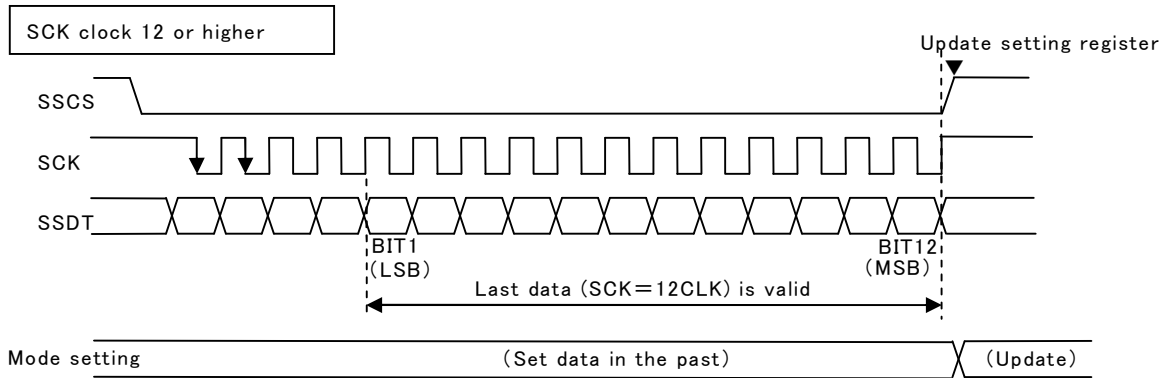 SCK clock 12 or higher
Update setting register
SSCS
SCK
SSDT
BIT1
(LSB)
BIT12
(MSB)
Last data (SCK=12CLK) is valid
Mode setting
(Set data in the past)
(Update)